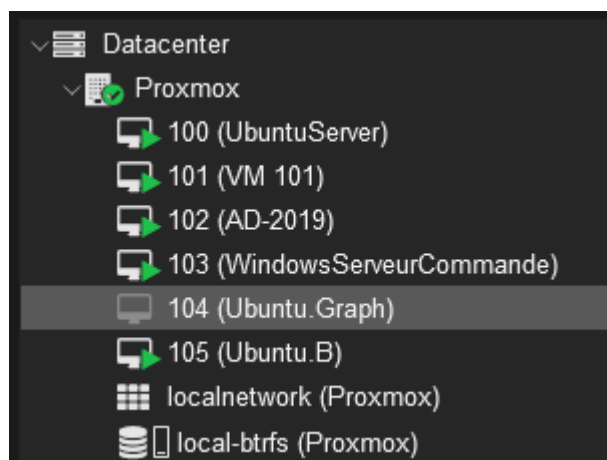 Datacenter
Proxmox
100 (UbuntuServer)
101 (VM 101)
102 (AD-2019)
103 (WindowsServeurCommande)
104 (Ubuntu.Graph)
105 (Ubuntu.B)
localnetwork (Proxmox)
local-btrfs (Proxmox)